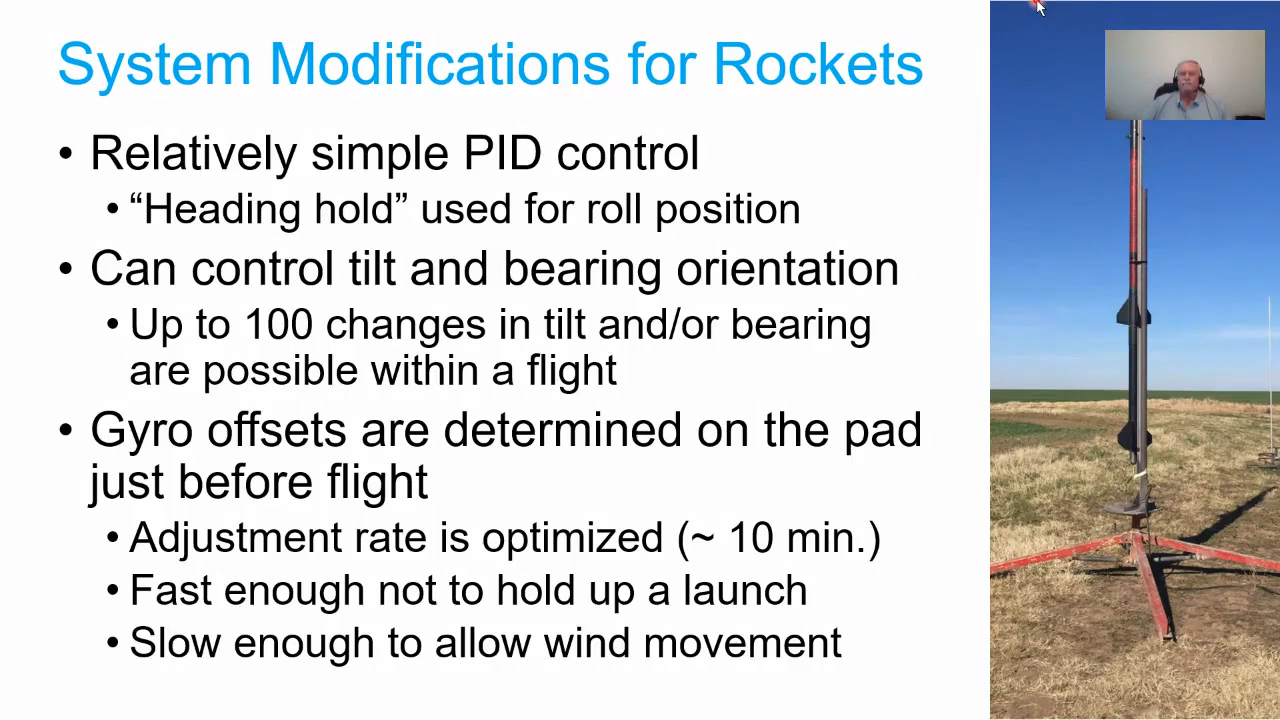 System Modifications for Rockets
• Relatively simple PID control
• “Heading hold” used for roll position
• Can control tilt and bearing orientation
• Up to 100 changes in tilt and/or bearing
are possible within a flight
• Gyro offsets are determined on the pad
just before flight
• Adjustment rate is optimized (~ 10 min.)
• Fast enough not to hold up a launch
• Slow enough to allow wind movement